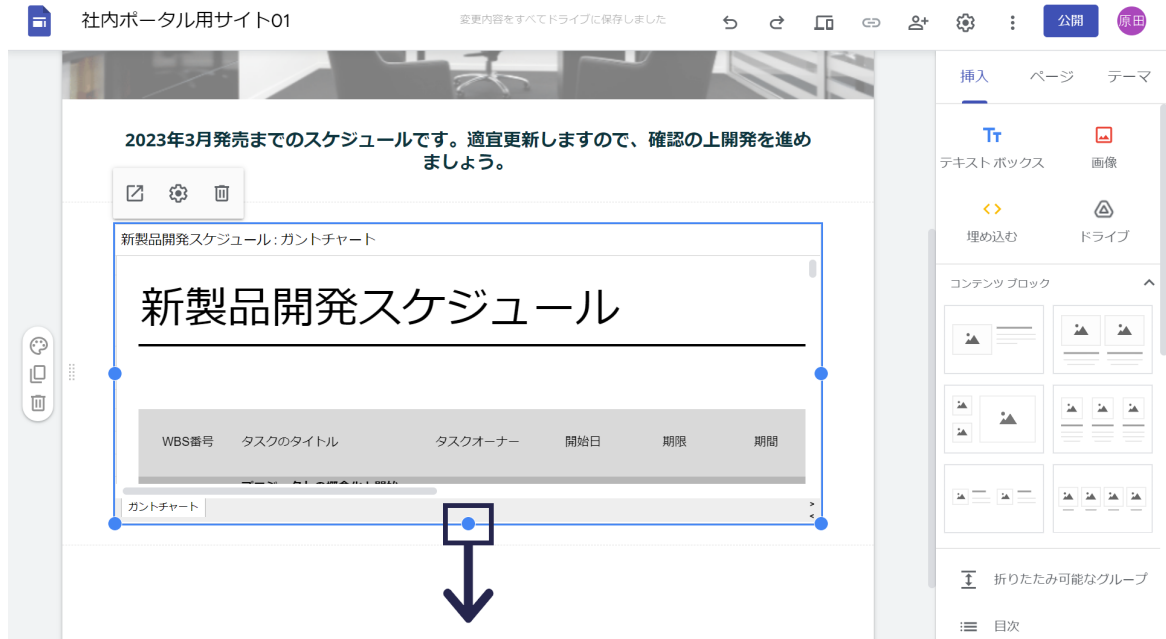 社内ポータル用サイト01
変更内容をすべてドライブに保存しました
公開
原田
挿入
ページ
テーマ
2023年3月発売までのスケジュールです。適宜更新しますので、確認の上開発を進め
ましょう。
新製品開発スケジュール : ガントチャート
新製品開発スケジュール
WBS番号 タスクのタイトル タスクオーナー 開始日 期限 期間
ガントチャート
テキスト ボックス
画像
埋め込む
ドライブ
コンテンツ ブロック
折りたたみ可能なグループ
目次